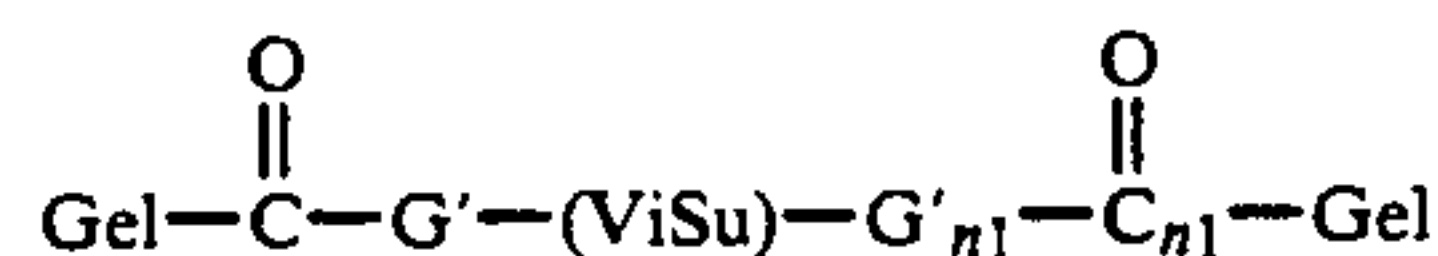 O O
Gel—C—G′—(ViSu)—G′n1—Cn1—Gel